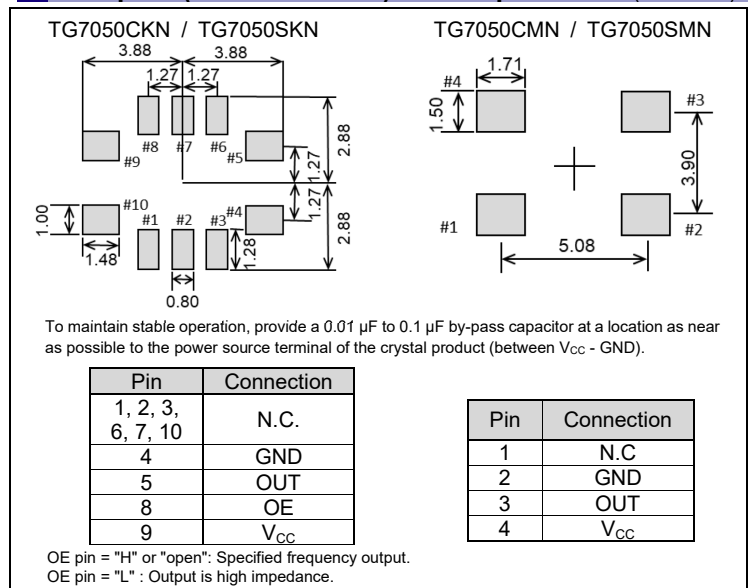 TG7050CKN / TG7050SKN
TG7050CMN / TG7050SMN
3.88
3.88
1.27
1.27
#8
#7
#6
#5
#9
2.88
1.27
1.27
2.88
#10
#1
#2
#3
#4
1.00
1.48
1.28
0.80
#4
1.71
1.50
#3
3.90
#1
#2
5.08
To maintain stable operation, provide a 0.01 µF to 0.1 µF by-pass capacitor at a location as near
as possible to the power source terminal of the crystal product (between VCC - GND).
Pin Connection
1, 2, 3,
6, 7, 10 N.C.
4 GND
5 OUT
8 OE
9 VCC
Pin Connection
1 N.C
2 GND
3 OUT
4 VCC
OE pin = "H" or "open": Specified frequency output.
OE pin = "L" : Output is high impedance.